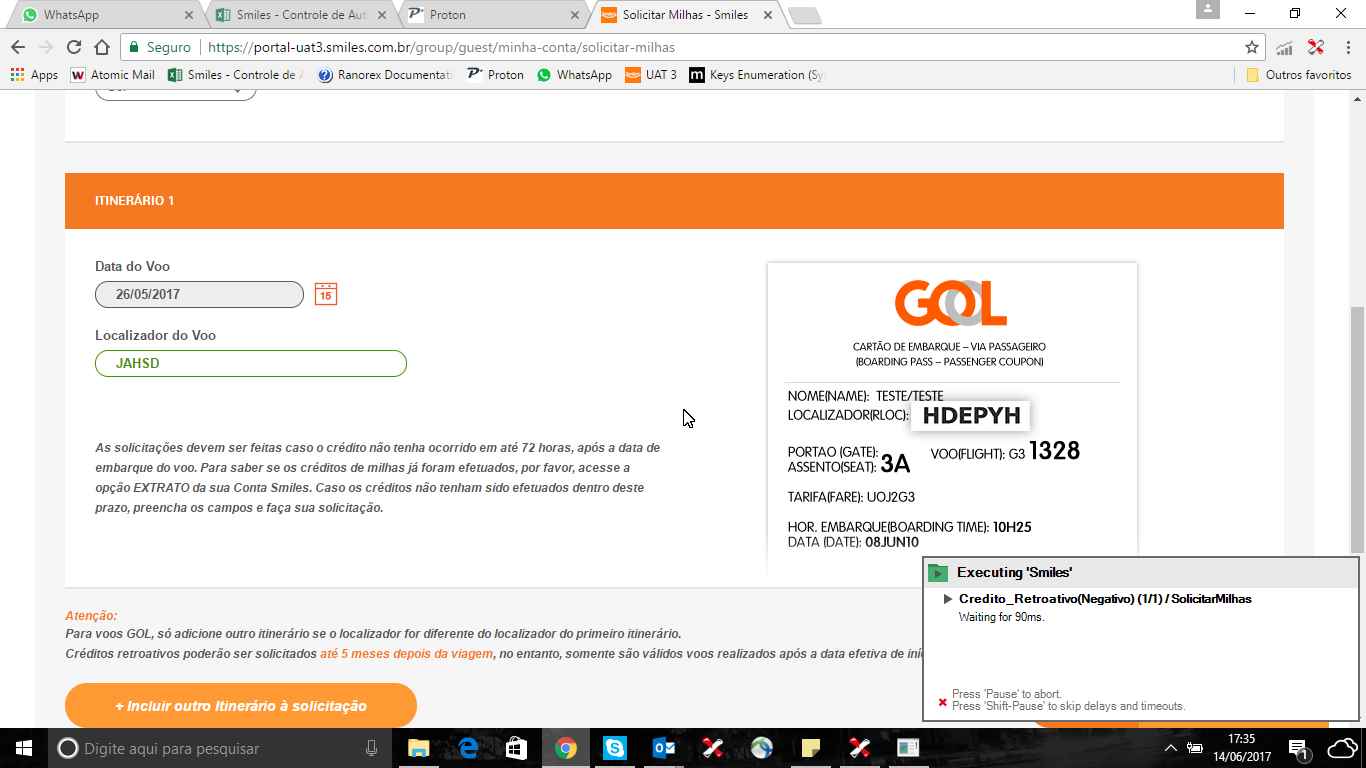 WhatsApp
Smiles - Controle de Aut
Proton
Solicitar Milhas - Smiles
Seguro
https://portal-uat3.smiles.com.br/group/guest/minha-conta/solicitar-milhas
Apps
Atomic Mail
Smiles - Controle de A
Ranorex Documentati
Proton
WhatsApp
UAT 3
Keys Enumeration (Sy
Outros favoritos
ITINERÁRIO 1
Data do Voo
26/05/2017
15
Localizador do Voo
JAHSD
As solicitações devem ser feitas caso o crédito não tenha ocorrido em até 72 horas, após a data de
embarque do voo. Para saber se os créditos de milhas já foram efetuados, por favor, acesse a
opção EXTRATO da sua Conta Smiles. Caso os créditos não tenham sido efetuados dentro deste
prazo, preencha os campos e faça sua solicitação.
GOL
CARTÃO DE EMBARQUE – VIA PASSAGEIRO
(BOARDING PASS – PASSENGER COUPON)
NOME(NAME): TESTE/TESTE
LOCALIZADOR(RLOC): HDEPYH
PORTAO (GATE):
ASSENTO(SEAT): 3A
VOO(FLIGHT): G3 1328
TARIFA(FARE): UOJ2G3
HOR. EMBARQUE(BOARDING TIME): 10H25
DATA (DATE): 08JUN10
Atenção:
Para voos GOL, só adicione outro itinerário se o localizador for diferente do localizador do primeiro itinerário.
Créditos retroativos poderão ser solicitados até 5 meses depois da viagem, no entanto, somente são válidos voos realizados após a data efetiva de iní
+ Incluir outro Itinerário à solicitação
Executing 'Smiles'
Credito_Retroativo(Negativo) (1/1) / SolicitarMilhas
Waiting for 90ms.
Press 'Pause' to abort.
Press 'Shift-Pause' to skip delays and timeouts.
Digite aqui para pesquisar
17:35
14/06/2017
1